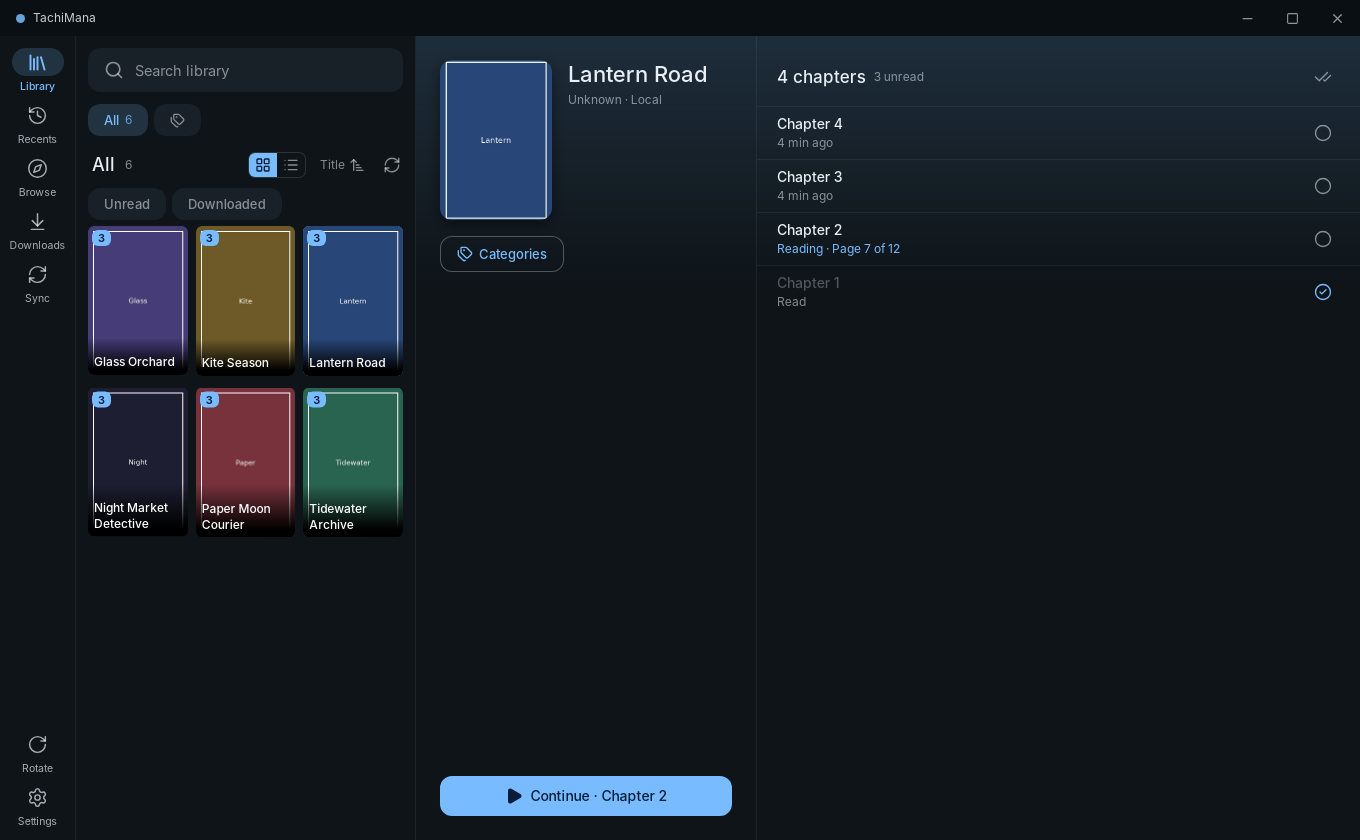 TachiMana
Library
Recents
Browse
Downloads
Sync
Rotate
Settings
Search library
All 6
All 6
Title
Unread
Downloaded
3
Glass
Glass Orchard
3
Kite
Kite Season
3
Lantern
Lantern Road
3
Night
Night Market
Detective
3
Paper
Paper Moon
Courier
3
Tidewater
Tidewater
Archive
Lantern
Lantern Road
Unknown · Local
Categories
Continue · Chapter 2
4 chapters 3 unread
Chapter 4
4 min ago
Chapter 3
4 min ago
Chapter 2
Reading · Page 7 of 12
Chapter 1
Read